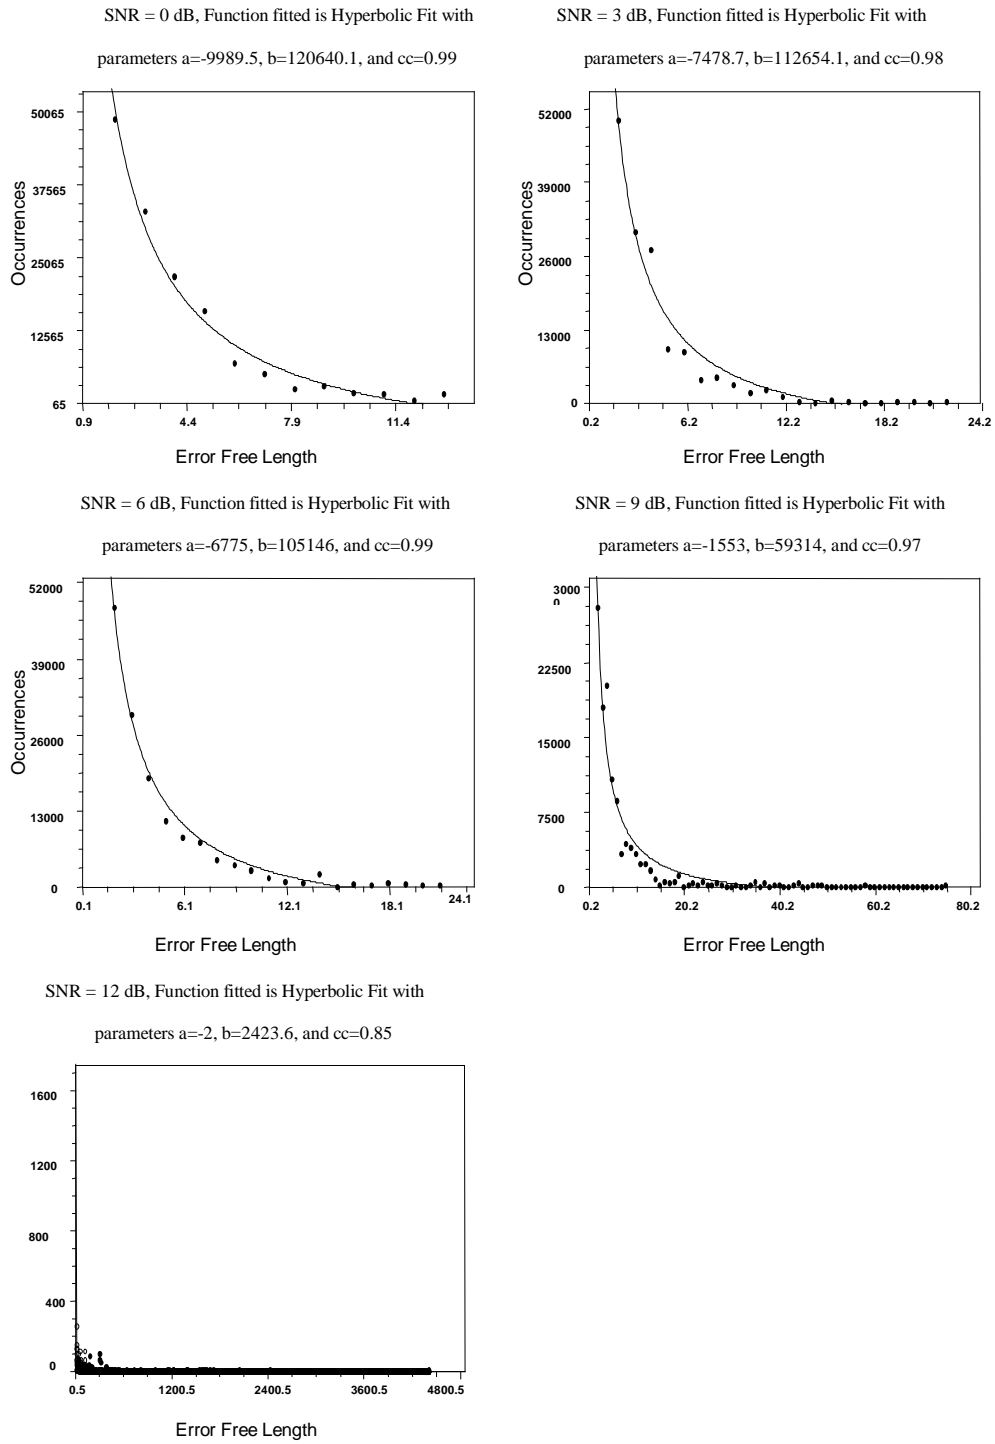 SNR = 0 dB, Function fitted is Hyperbolic Fit with
parameters a=-9989.5, b=120640.1, and cc=0.99
50065
37565
25065
12565
65
Occurrences
0.9 4.4 7.9 11.4
Error Free Length
SNR = 3 dB, Function fitted is Hyperbolic Fit with
parameters a=-7478.7, b=112654.1, and cc=0.98
52000
39000
26000
13000
0
Occurrences
0.2 6.2 12.2 18.2 24.2
Error Free Length
SNR = 6 dB, Function fitted is Hyperbolic Fit with
parameters a=-6775, b=105146, and cc=0.99
52000
39000
26000
13000
0
Occurrences
0.1 6.1 12.1 18.1 24.1
Error Free Length
SNR = 9 dB, Function fitted is Hyperbolic Fit with
parameters a=-1553, b=59314, and cc=0.97
3000
0
22500
15000
7500
0
0.2 20.2 40.2 60.2 80.2
Error Free Length
SNR = 12 dB, Function fitted is Hyperbolic Fit with
parameters a=-2, b=2423.6, and cc=0.85
1600
1200
800
400
0
0.5 1200.5 2400.5 3600.5 4800.5
Error Free Length